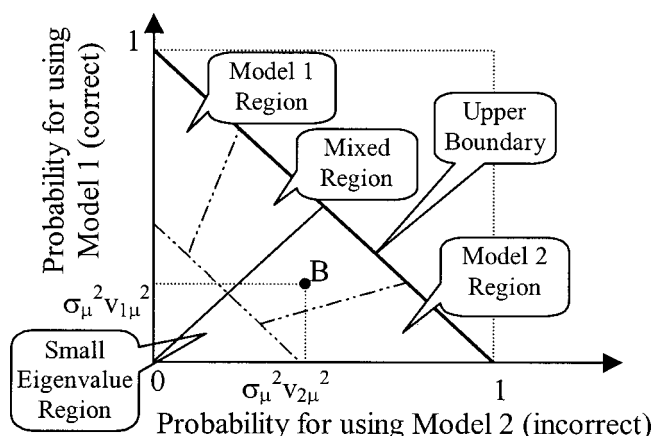 1
Model 1
Region
Upper
Boundary
Mixed
Region
Probability for using
Model 1 (correct)
Model 2
Region
B
σμ²v1μ²
Small
Eigenvalue
Region
0
σμ²v2μ²
1
Probability for using Model 2 (incorrect)